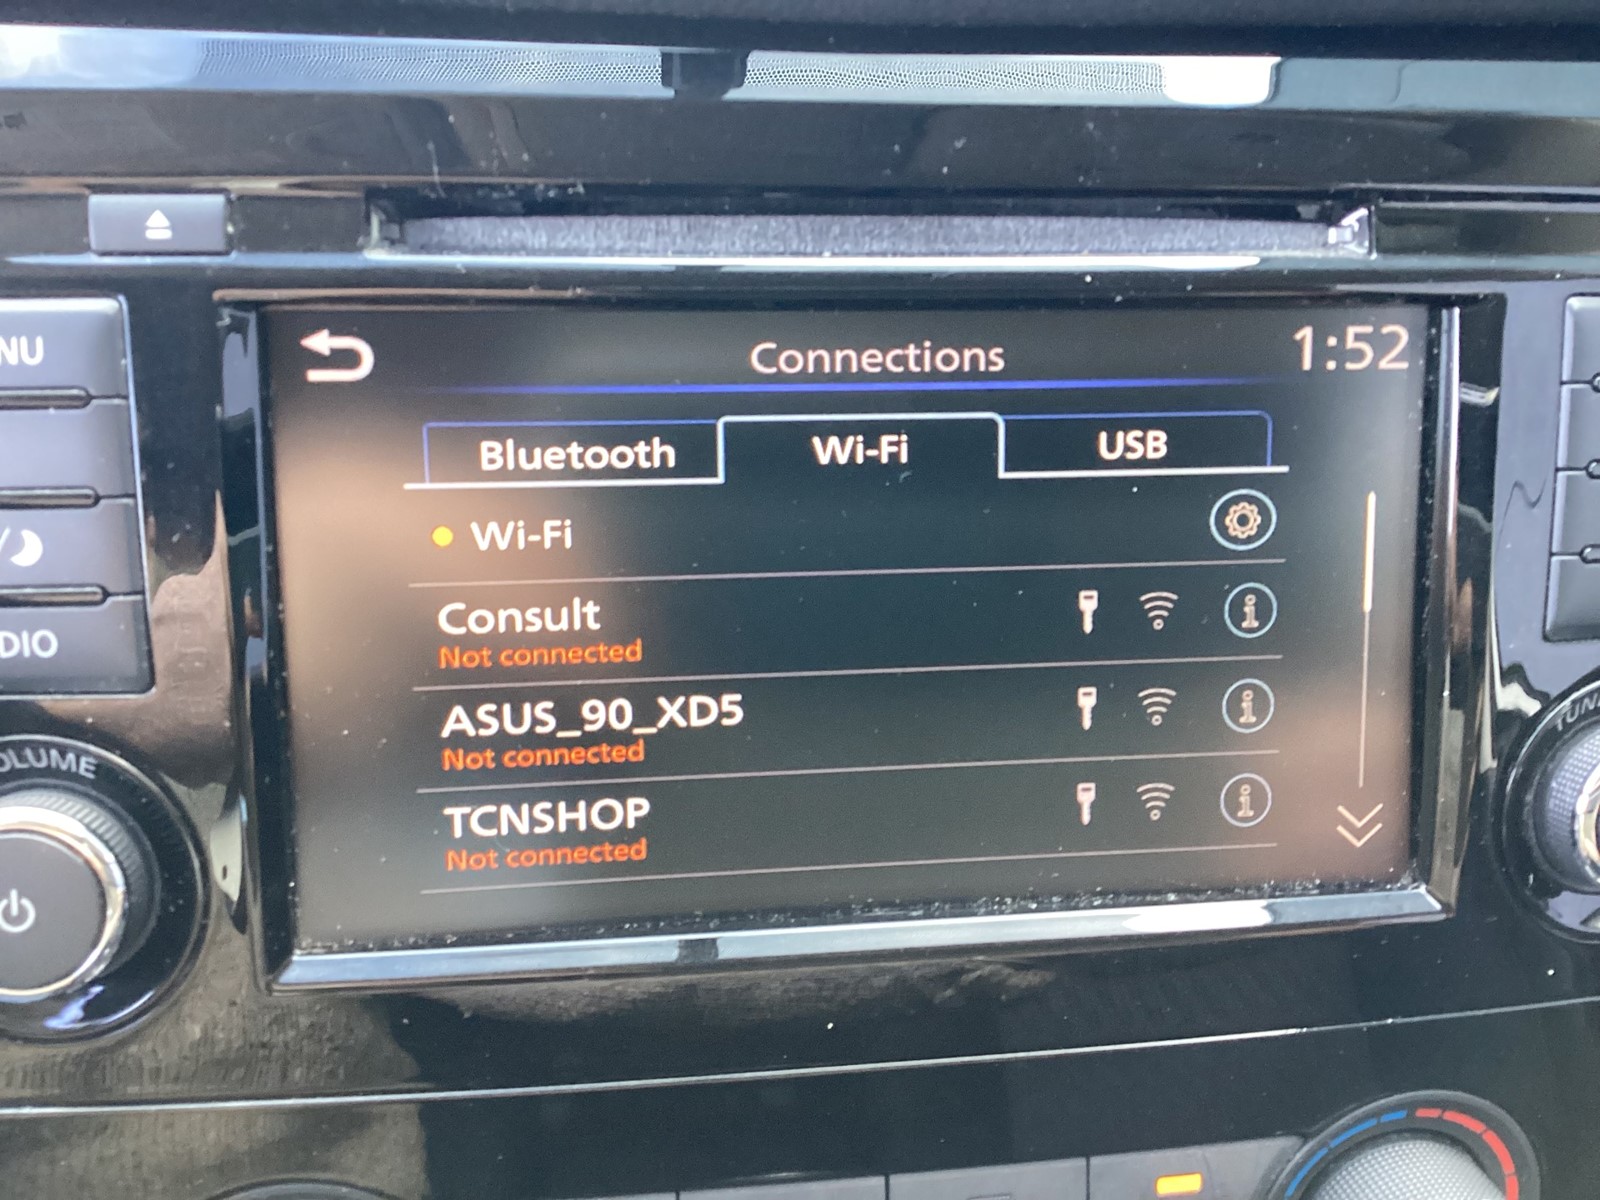 Connections
1:52
Bluetooth
Wi-Fi
USB
Wi-Fi
Consult
Not connected
ASUS_90_XD5
Not connected
TCNSHOP
Not connected
NU
DIO
OLUME
TUN